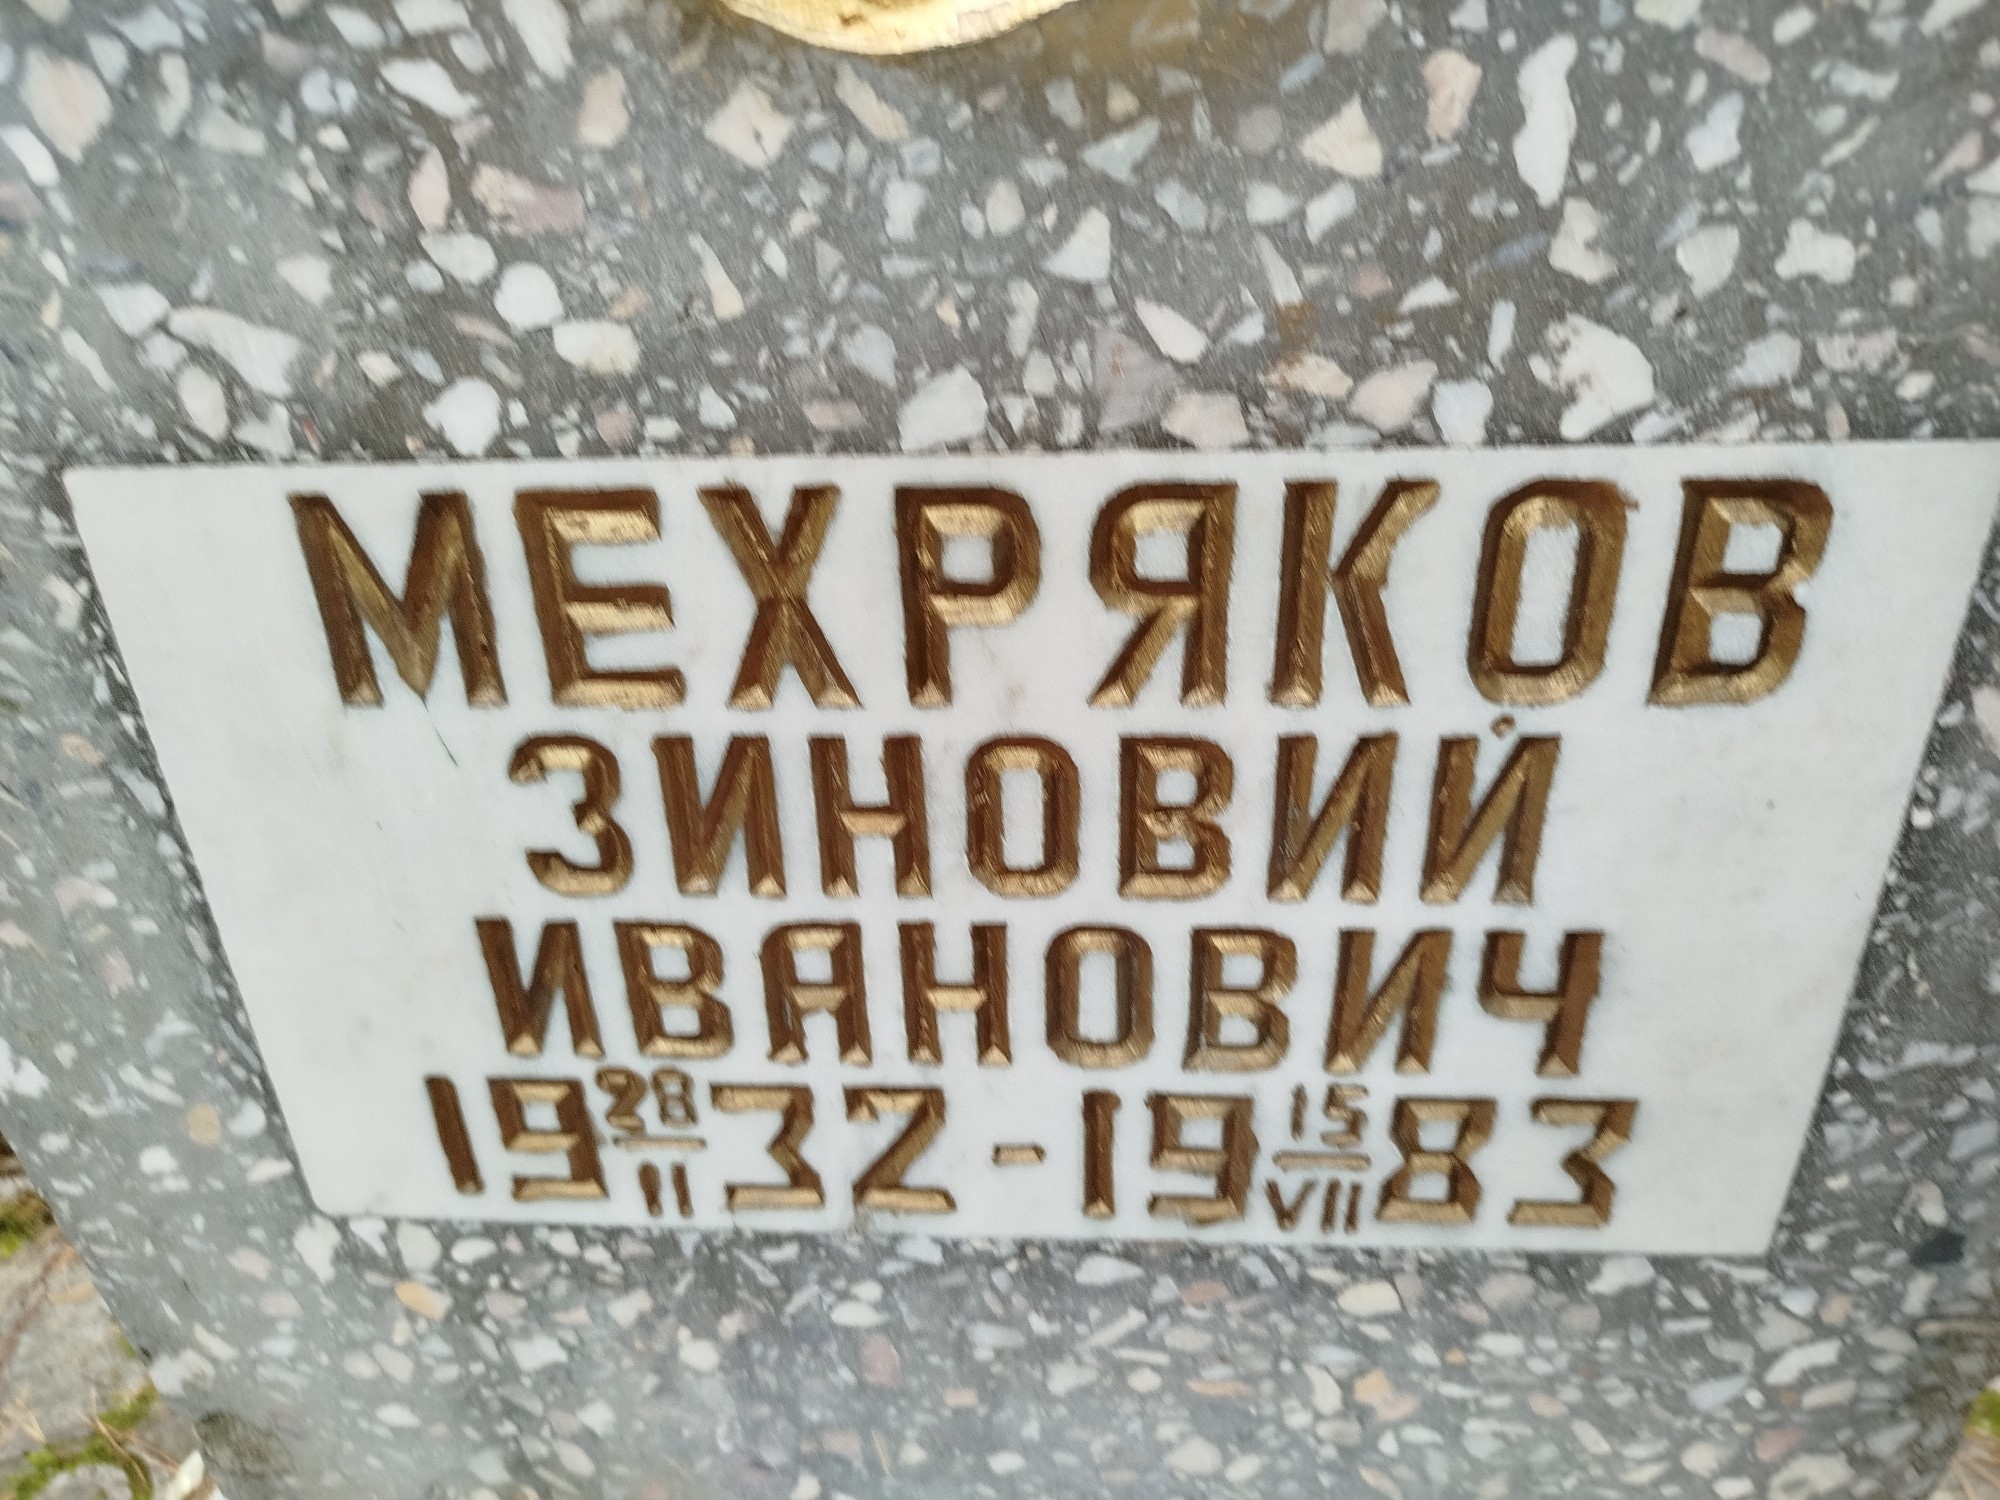 МЕХРЯКОВ
ЗИНОВИЙ
ИВАНОВИЧ
19 28/II 32 - 19 15/VII 83